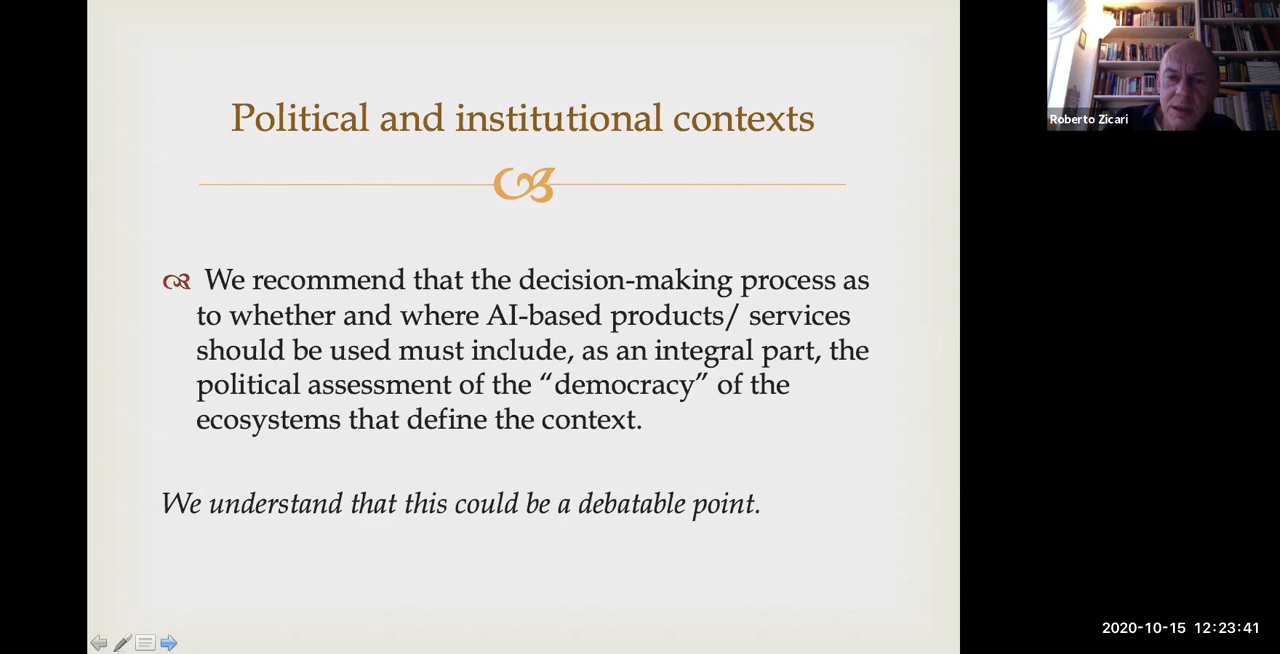 Political and institutional contexts
We recommend that the decision-making process as
to whether and where AI-based products/ services
should be used must include, as an integral part, the
political assessment of the “democracy” of the
ecosystems that define the context.
We understand that this could be a debatable point.
Roberto Zicari
2020-10-15 12:23:41